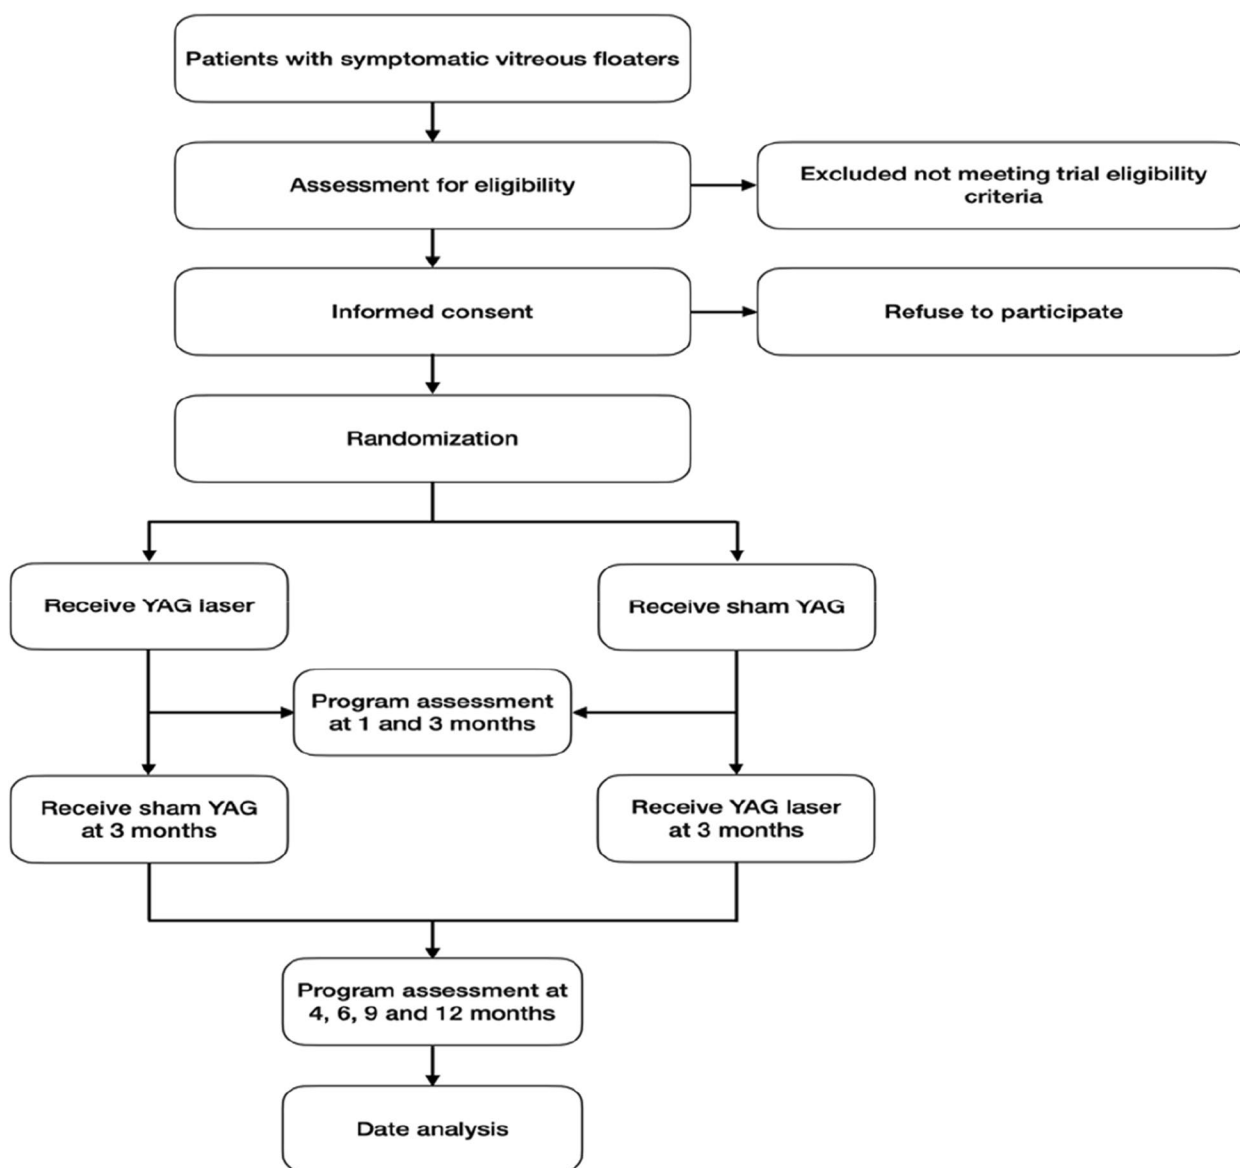 Patients with symptomatic vitreous floaters
Assessment for eligibility
Excluded not meeting trial eligibility
criteria
Informed consent
Refuse to participate
Randomization
Receive YAG laser
Receive sham YAG
Program assessment
at 1 and 3 months
Receive sham YAG
at 3 months
Receive YAG laser
at 3 months
Program assessment at
4, 6, 9 and 12 months
Date analysis